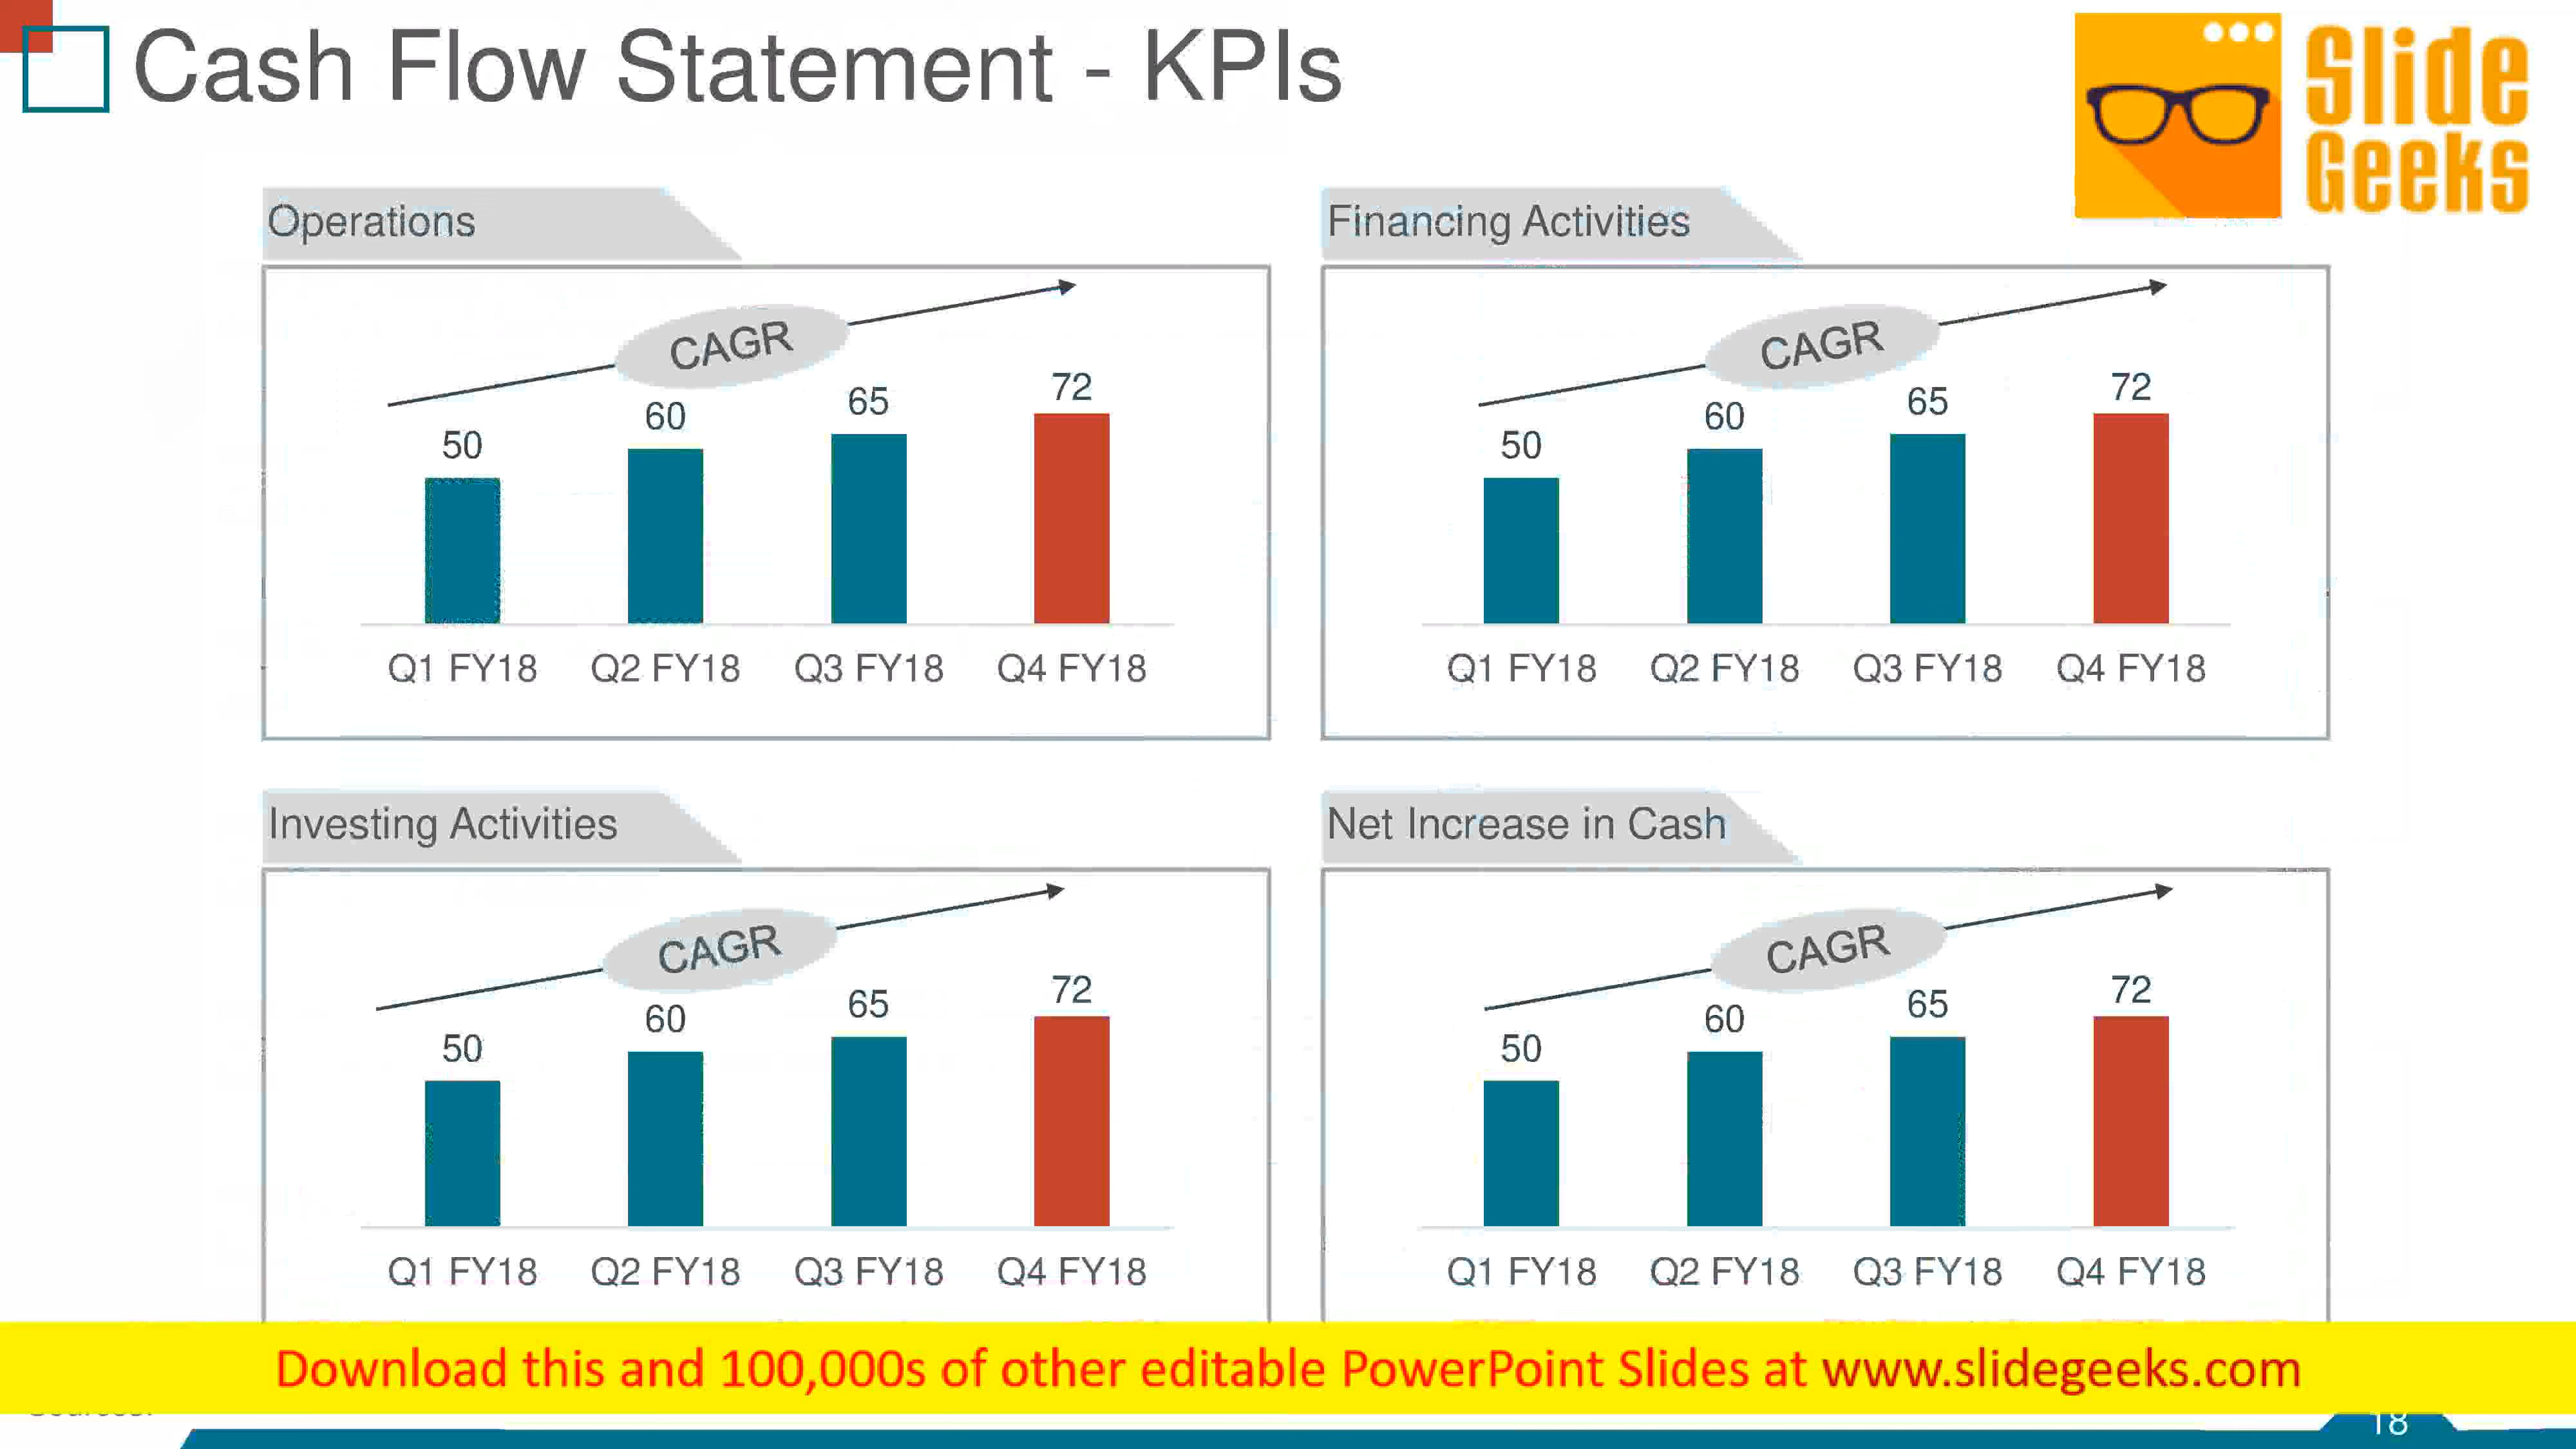 Cash Flow Statement - KPIs
Slide
Geeks
Operations
CAGR
50
60
65
72
Q1 FY18 Q2 FY18 Q3 FY18 Q4 FY18
Financing Activities
CAGR
50
60
65
72
Q1 FY18 Q2 FY18 Q3 FY18 Q4 FY18
Investing Activities
CAGR
50
60
65
72
Q1 FY18 Q2 FY18 Q3 FY18 Q4 FY18
Net Increase in Cash
CAGR
50
60
65
72
Q1 FY18 Q2 FY18 Q3 FY18 Q4 FY18
Download this and 100,000s of other editable PowerPoint Slides at www.slidegeeks.com
18